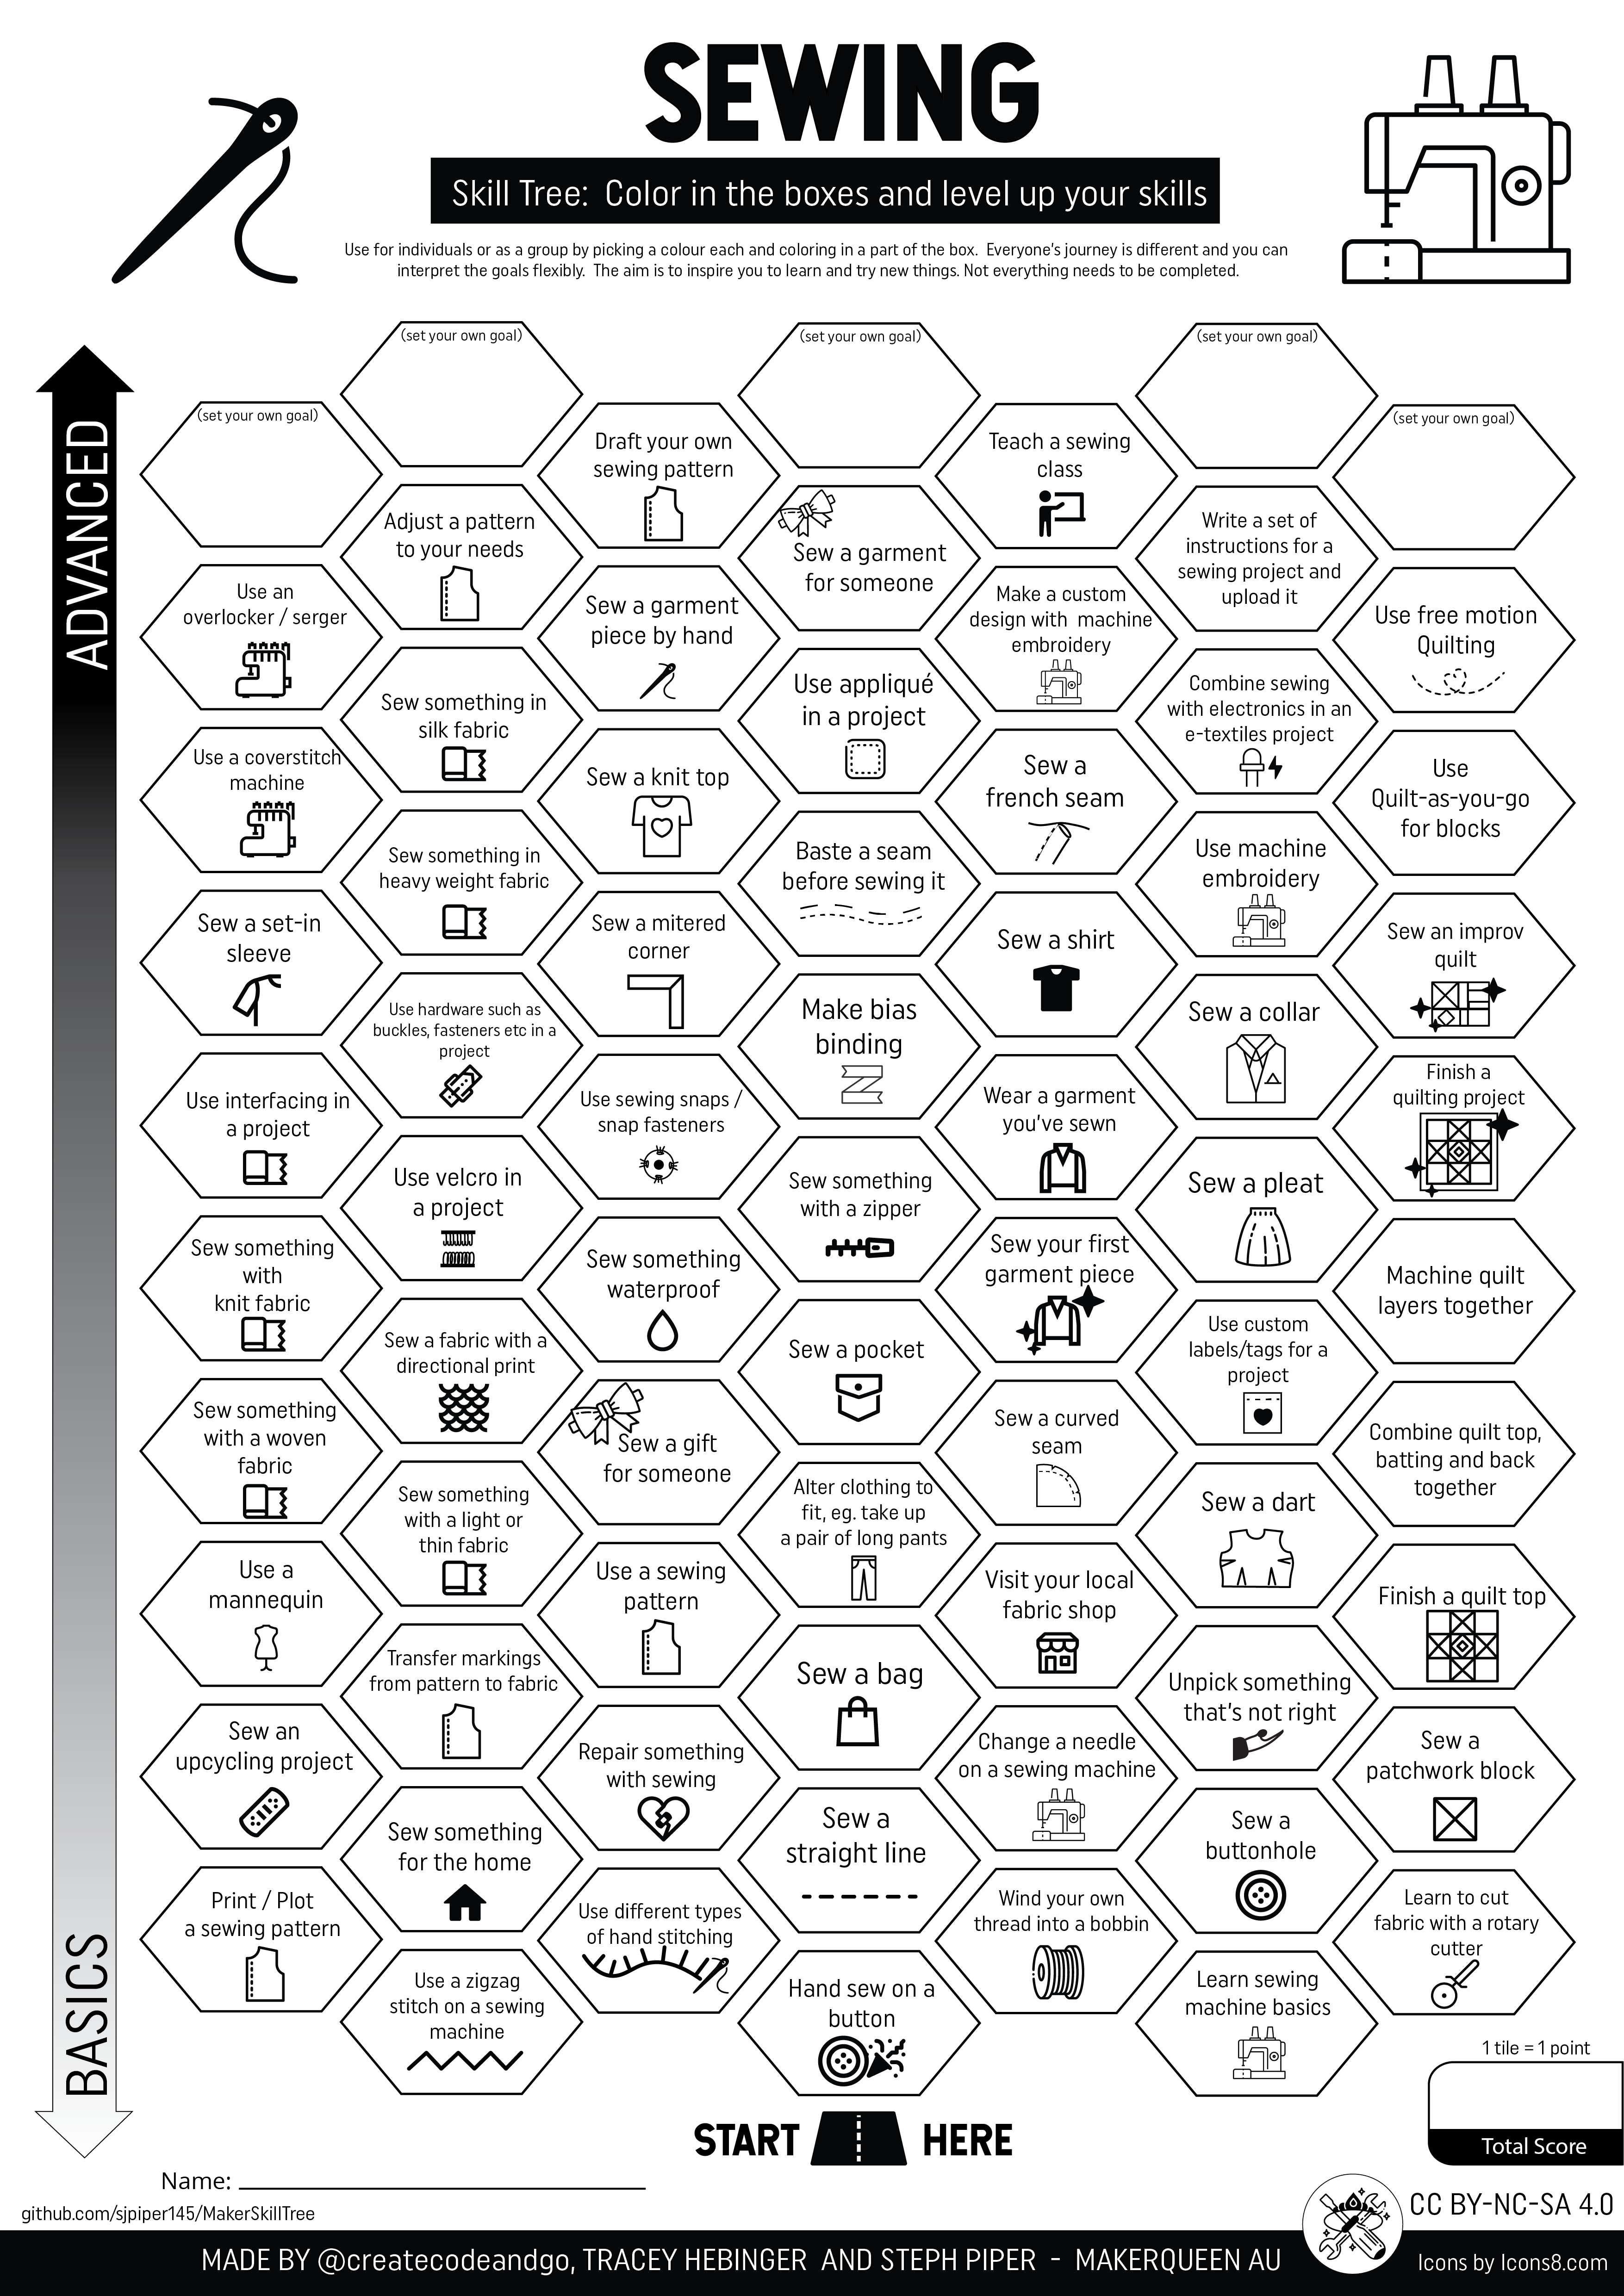 SEWING
Skill Tree:  Color in the boxes and level up your skills
Use for individuals or as a group by picking a colour each and coloring in a part of the box.  Everyone's journey is different and you can
interpret the goals flexibly.  The aim is to inspire you to learn and try new things. Not everything needs to be completed.
ADVANCED
BASICS
(set your own goal)
(set your own goal)
(set your own goal)
(set your own goal)
(set your own goal)
Draft your own
sewing pattern
Teach a sewing
class
Adjust a pattern
to your needs
Sew a garment
for someone
Write a set of
instructions for a
sewing project and
upload it
Use an
overlocker / serger
Sew a garment
piece by hand
Make a custom
design with  machine
embroidery
Use free motion
Quilting
Sew something in
silk fabric
Use appliqué
in a project
Combine sewing
with electronics in an
e-textiles project
Use a coverstitch
machine
Sew a knit top
Sew a
french seam
Use
Quilt-as-you-go
for blocks
Sew something in
heavy weight fabric
Baste a seam
before sewing it
Use machine
embroidery
Sew a set-in
sleeve
Sew a mitered
corner
Sew a shirt
Sew an improv
quilt
Use hardware such as
buckles, fasteners etc in a
project
Make bias
binding
Sew a collar
Use interfacing in
a project
Use sewing snaps /
snap fasteners
Wear a garment
you've sewn
Finish a
quilting project
Use velcro in
a project
Sew something
with a zipper
Sew a pleat
Sew something
with
knit fabric
Sew something
waterproof
Sew your first
garment piece
Machine quilt
layers together
Sew a fabric with a
directional print
Sew a pocket
Use custom
labels/tags for a
project
Sew something
with a woven
fabric
Sew a gift
for someone
Sew a curved
seam
Combine quilt top,
batting and back
together
Sew something
with a light or
thin fabric
Alter clothing to
fit, eg. take up
a pair of long pants
Sew a dart
Use a
mannequin
Use a sewing
pattern
Visit your local
fabric shop
Finish a quilt top
Transfer markings
from pattern to fabric
Sew a bag
Unpick something
that's not right
Sew an
upcycling project
Repair something
with sewing
Change a needle
on a sewing machine
Sew a
patchwork block
Sew something
for the home
Sew a
straight line
Sew a
buttonhole
Print / Plot
a sewing pattern
Use different types
of hand stitching
Wind your own
thread into a bobbin
Learn to cut
fabric with a rotary
cutter
Use a zigzag
stitch on a sewing
machine
Hand sew on a
button
Learn sewing
machine basics
1 tile = 1 point
Total Score
START HERE
Name:
github.com/sjpiper145/MakerSkillTree
CC BY-NC-SA 4.0
MADE BY @createcodeandgo, TRACEY HEBINGER  AND STEPH PIPER  -  MAKERQUEEN AU
Icons by Icons8.com